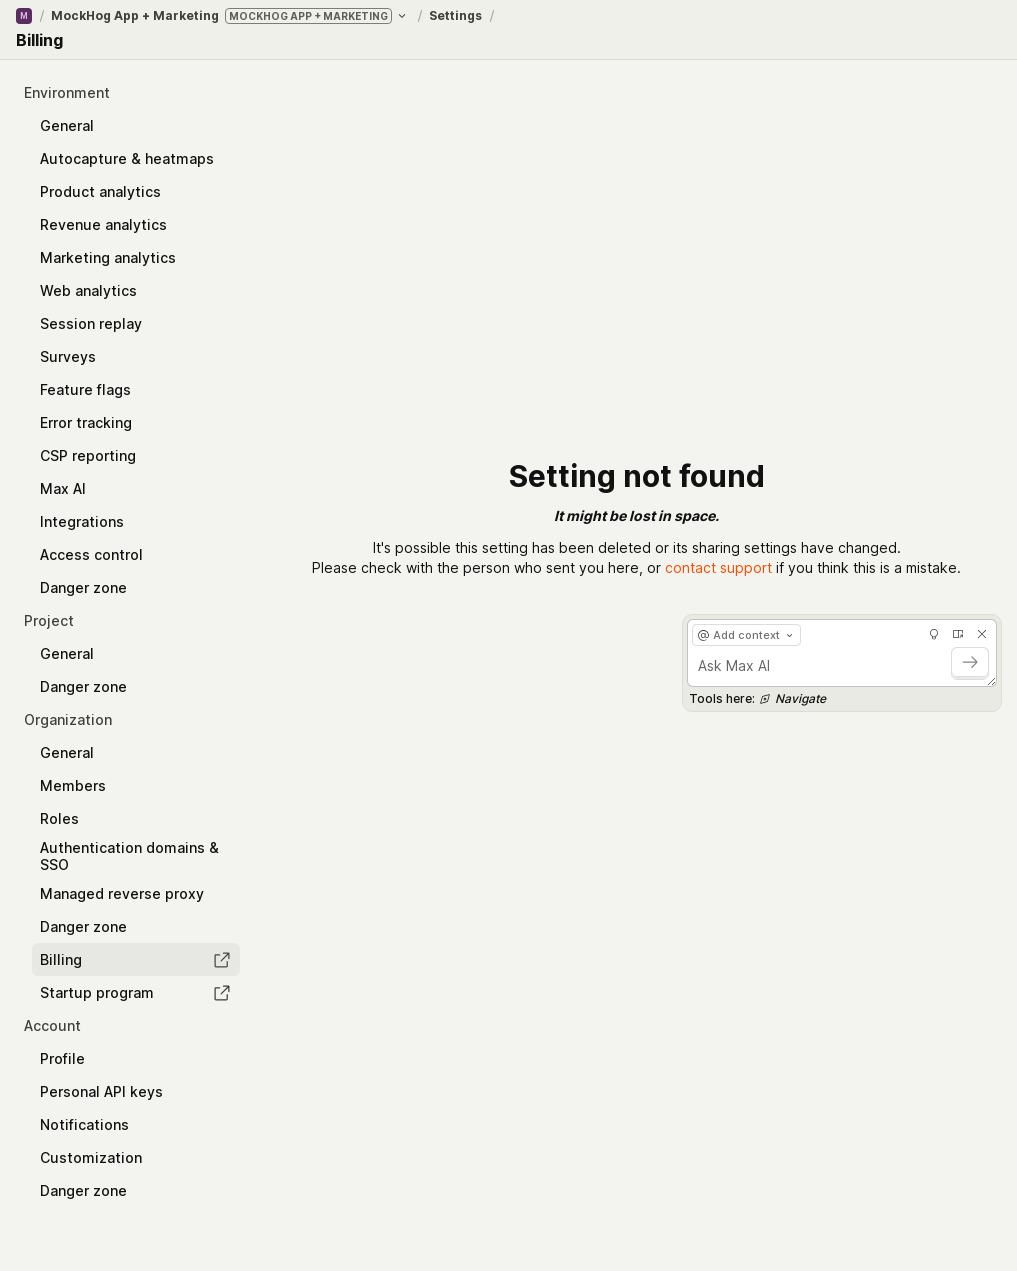 M / MockHog App + Marketing MOCKHOG APP + MARKETING / Settings /
Billing
Environment
General
Autocapture & heatmaps
Product analytics
Revenue analytics
Marketing analytics
Web analytics
Session replay
Surveys
Feature flags
Error tracking
CSP reporting
Max AI
Integrations
Access control
Danger zone
Project
General
Danger zone
Organization
General
Members
Roles
Authentication domains &
SSO
Managed reverse proxy
Danger zone
Billing
Startup program
Account
Profile
Personal API keys
Notifications
Customization
Danger zone
Setting not found
It might be lost in space.
It's possible this setting has been deleted or its sharing settings have changed.
Please check with the person who sent you here, or contact support if you think this is a mistake.
@ Add context
Ask Max AI
Tools here: Navigate